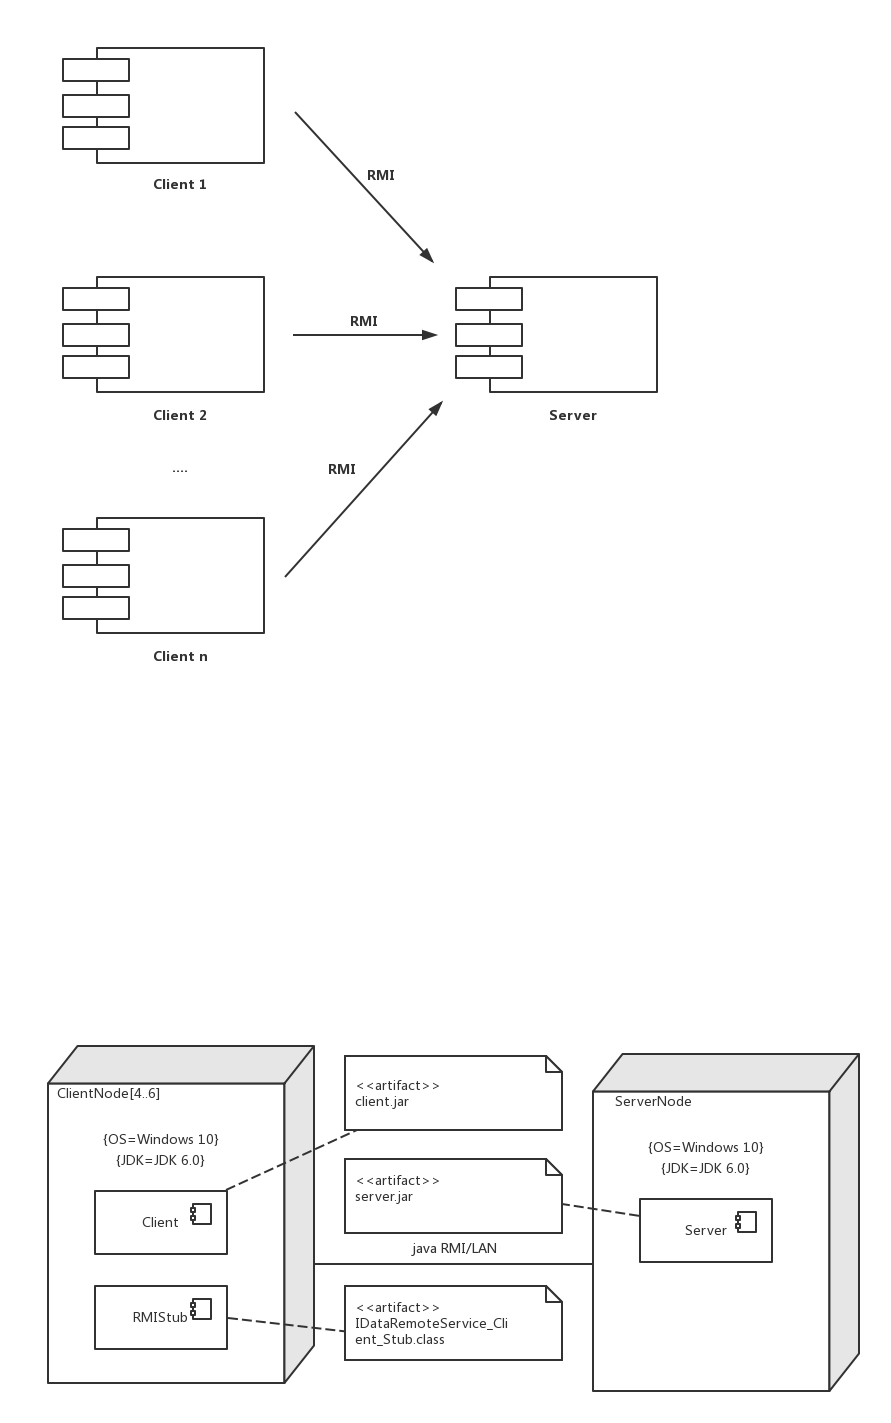 Client 1
RMI
RMI
Client 2
Server
....
RMI
Client n
ClientNode[4..6]
{OS=Windows 10}
{JDK=JDK 6.0}
Client
RMIStub
<<artifact>>
client.jar
<<artifact>>
server.jar
java RMI/LAN
<<artifact>>
IDataRemoteService_Cli
ent_Stub.class
ServerNode
{OS=Windows 10}
{JDK=JDK 6.0}
Server